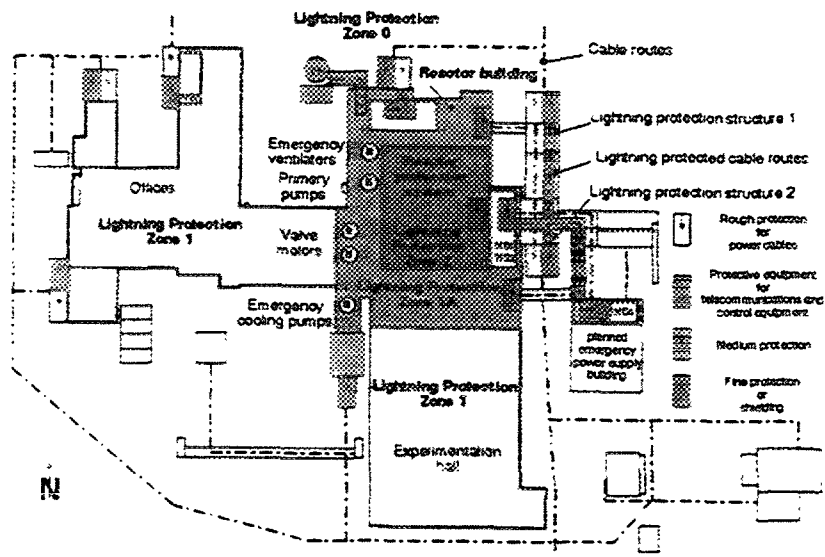 Lightning Protection
Zone 0
Cable routes
Reactor building
Lightning protection structure 1
Emergency
ventilators
Lightning protected cable routes
Primary
pumps
Offices
Lightning protection structure 2
Lightning Protection
Zone 1
Rough protection
for
power cables
Valve
motors
Protective equipment
for
telecommunications and
control equipment
Emergency
cooling pumps
planned
emergency
power supply
building
Medium protection
Lightning Protection
Zone 1
Fine protection
or
shielding
Experimentation
hall
N